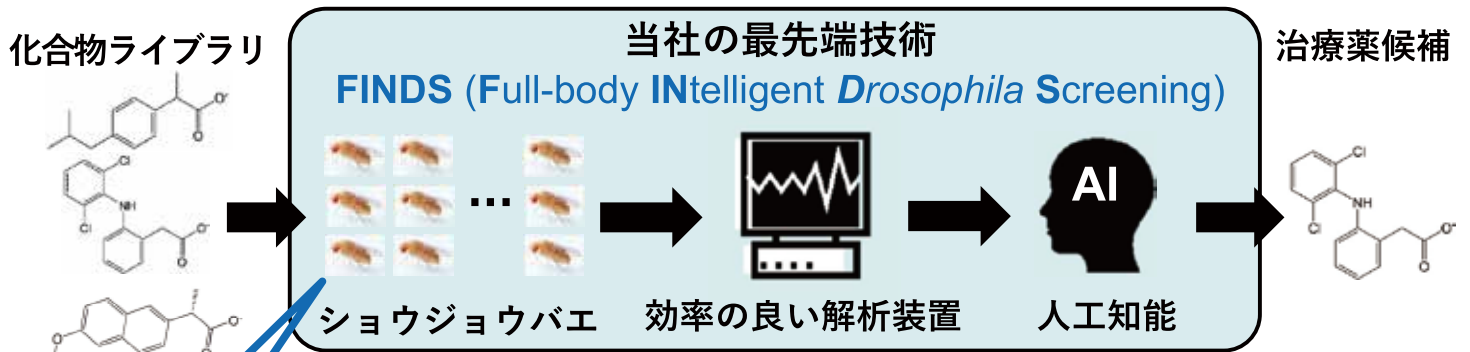 化合物ライブラリ
当社の最先端技術
治療薬候補
FINDS (Full-body INtelligent Drosophila Screening)
O-
O
Cl
NH
Cl
O-
O
O-
O
O
…
AI
Cl
NH
Cl
O-
O
ショウジョウバエ
効率の良い解析装置
人工知能